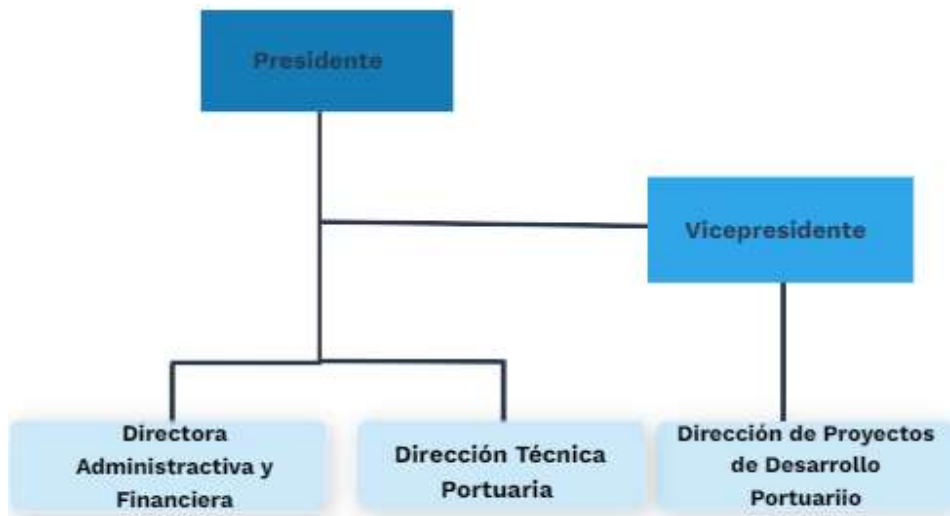 Presidente
Vicepresidente
Directora
Administractiva y
Financiera
Dirección Técnica
Portuaria
Dirección de Proyectos
de Desarrollo
Portuariio